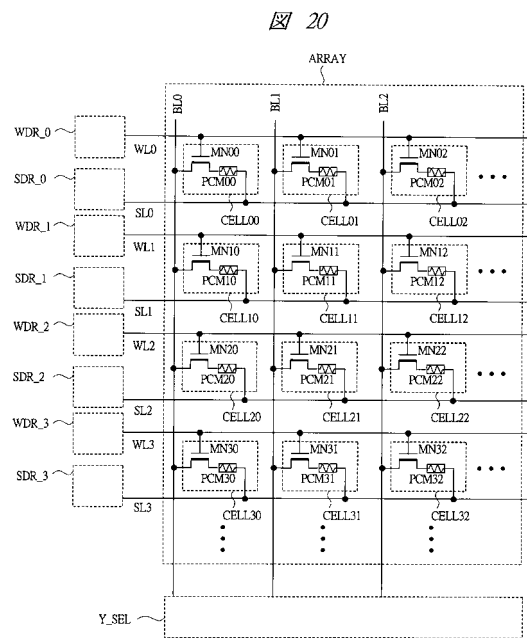 図 20
ARRAY
BL0
BL1
BL2
WDR_0
WL0
MN00
MN01
MN02
PCM00
PCM01
PCM02
SDR_0
SL0
CELL00
CELL01
CELL02
WDR_1
WL1
MN10
MN11
MN12
PCM10
PCM11
PCM12
SDR_1
SL1
CELL10
CELL11
CELL12
WDR_2
WL2
MN20
MN21
MN22
PCM20
PCM21
PCM22
SDR_2
SL2
CELL20
CELL21
CELL22
WDR_3
WL3
MN30
MN31
MN32
PCM30
PCM31
PCM32
SDR_3
SL3
CELL30
CELL31
CELL32
Y_SEL